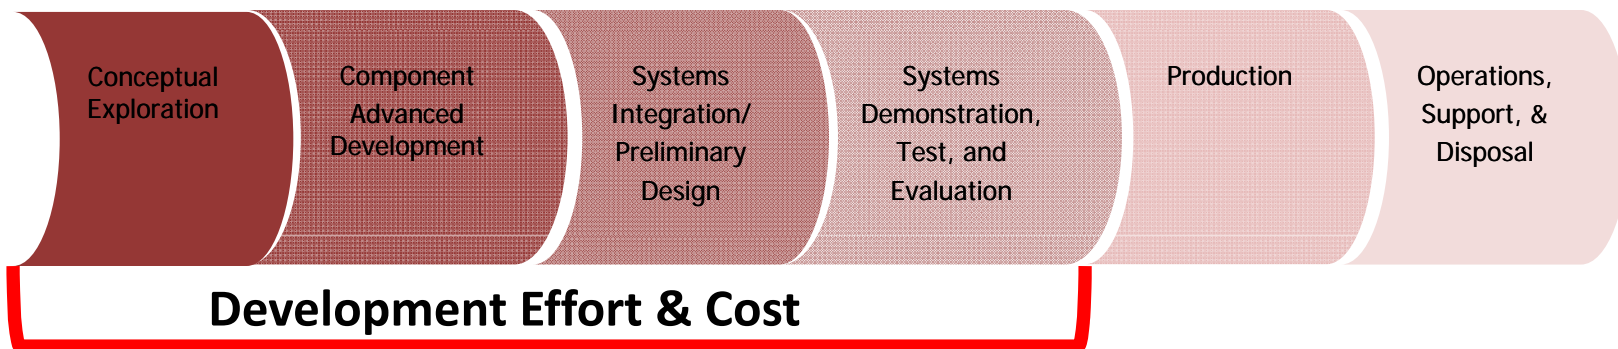 Conceptual
Exploration
Component
Advanced
Development
Systems
Integration/
Preliminary
Design
Systems
Demonstration,
Test, and
Evaluation
Production
Operations,
Support, &
Disposal
Development Effort & Cost